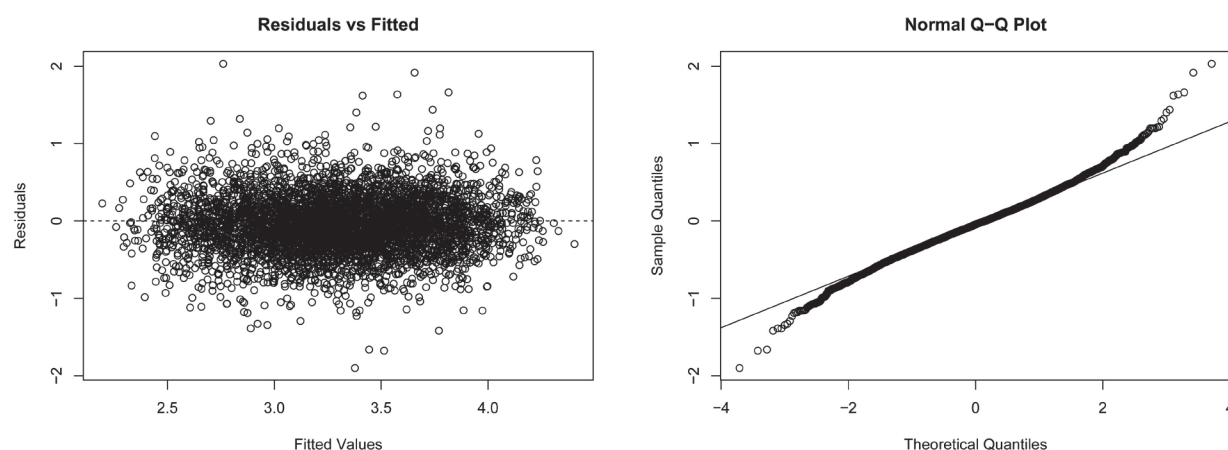 Residuals vs Fitted
Residuals
2
1
0
−1
−2
2.5 3.0 3.5 4.0
Fitted Values
Normal Q−Q Plot
Sample Quantiles
2
1
0
−1
−2
−4 −2 0 2 4
Theoretical Quantiles